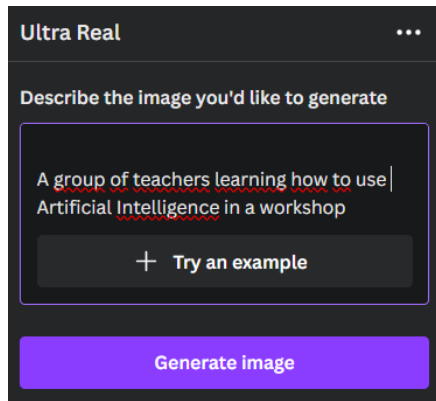 Ultra Real
Describe the image you'd like to generate
A group of teachers learning how to use
Artificial Intelligence in a workshop
+ Try an example
Generate image